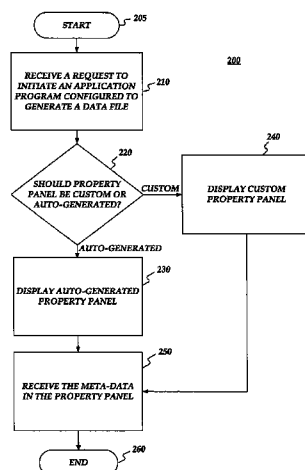 START
205
RECEIVE A REQUEST TO
INITIATE AN APPLICATION
PROGRAM CONFIGURED TO
GENERATE A DATA FILE
210
200
220
SHOULD PROPERTY
PANEL BE CUSTOM OR
AUTO-GENERATED?
CUSTOM
240
DISPLAY CUSTOM
PROPERTY PANEL
AUTO-GENERATED
230
DISPLAY AUTO-GENERATED
PROPERTY PANEL
250
RECEIVE THE META-DATA
IN THE PROPERTY PANEL
END
260